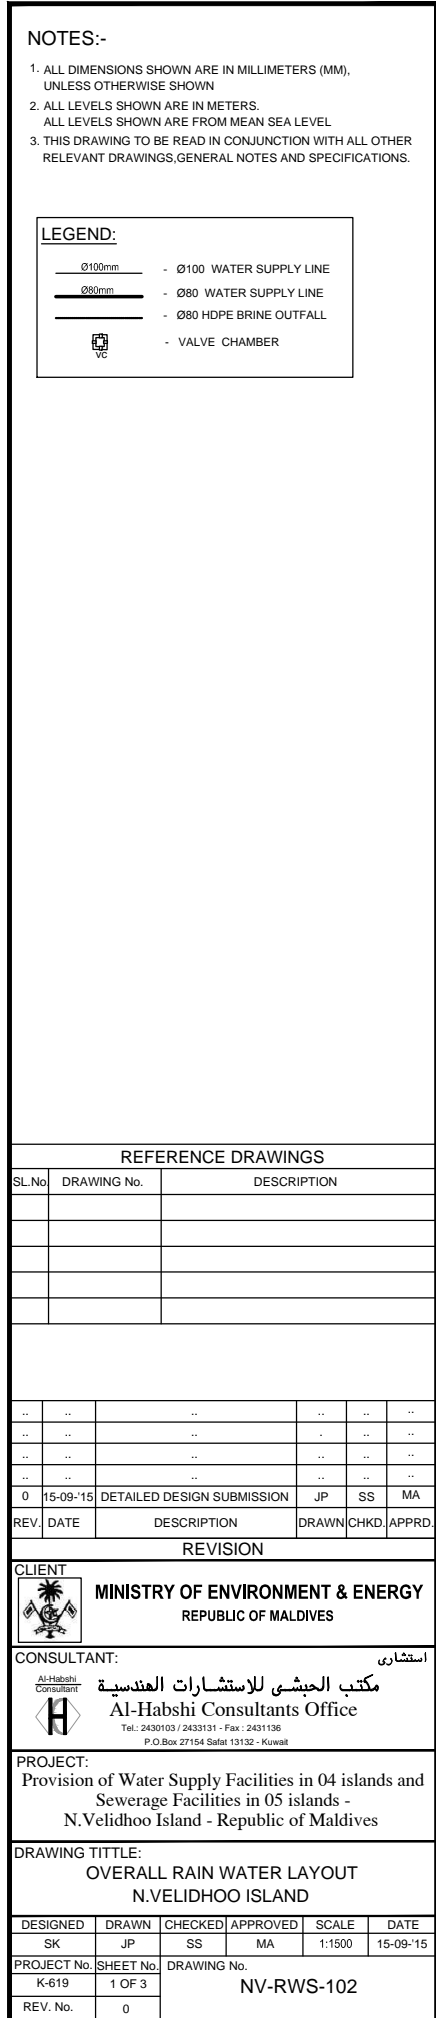 NOTES:-
1. ALL DIMENSIONS SHOWN ARE IN MILLIMETERS (MM),
UNLESS OTHERWISE SHOWN
2. ALL LEVELS SHOWN ARE IN METERS.
ALL LEVELS SHOWN ARE FROM MEAN SEA LEVEL
3. THIS DRAWING TO BE READ IN CONJUNCTION WITH ALL OTHER
RELEVANT DRAWINGS,GENERAL NOTES AND SPECIFICATIONS.
LEGEND:
Ø100mm - Ø100 WATER SUPPLY LINE
Ø80mm - Ø80 WATER SUPPLY LINE
- Ø80 HDPE BRINE OUTFALL
- VALVE CHAMBER
VC
REFERENCE DRAWINGS
SL.No. DRAWING No. DESCRIPTION
.. .. .. .. .. ..
.. .. .. . .. ..
.. .. .. .. .. ..
.. .. .. .. .. ..
0 15-09-'15 DETAILED DESIGN SUBMISSION JP SS MA
REV. DATE DESCRIPTION DRAWN CHKD. APPRD.
REVISION
CLIENT
MINISTRY OF ENVIRONMENT & ENERGY
REPUBLIC OF MALDIVES
CONSULTANT: استشارى
Al-Habshi
Consultant
مكتب الحبشى للاستشارات الهندسية
Al-Habshi Consultants Office
Tel.: 2430103 / 2433131 - Fax : 2431136
P.O.Box 27154 Safat 13132 - Kuwait
PROJECT:
Provision of Water Supply Facilities in 04 islands and
Sewerage Facilities in 05 islands -
N.Velidhoo Island - Republic of Maldives
DRAWING TITTLE:
OVERALL RAIN WATER LAYOUT
N.VELIDHOO ISLAND
DESIGNED DRAWN CHECKED APPROVED SCALE DATE
SK JP SS MA 1:1500 15-09-'15
PROJECT No. SHEET No. DRAWING No.
K-619 1 OF 3 NV-RWS-102
REV. No. 0